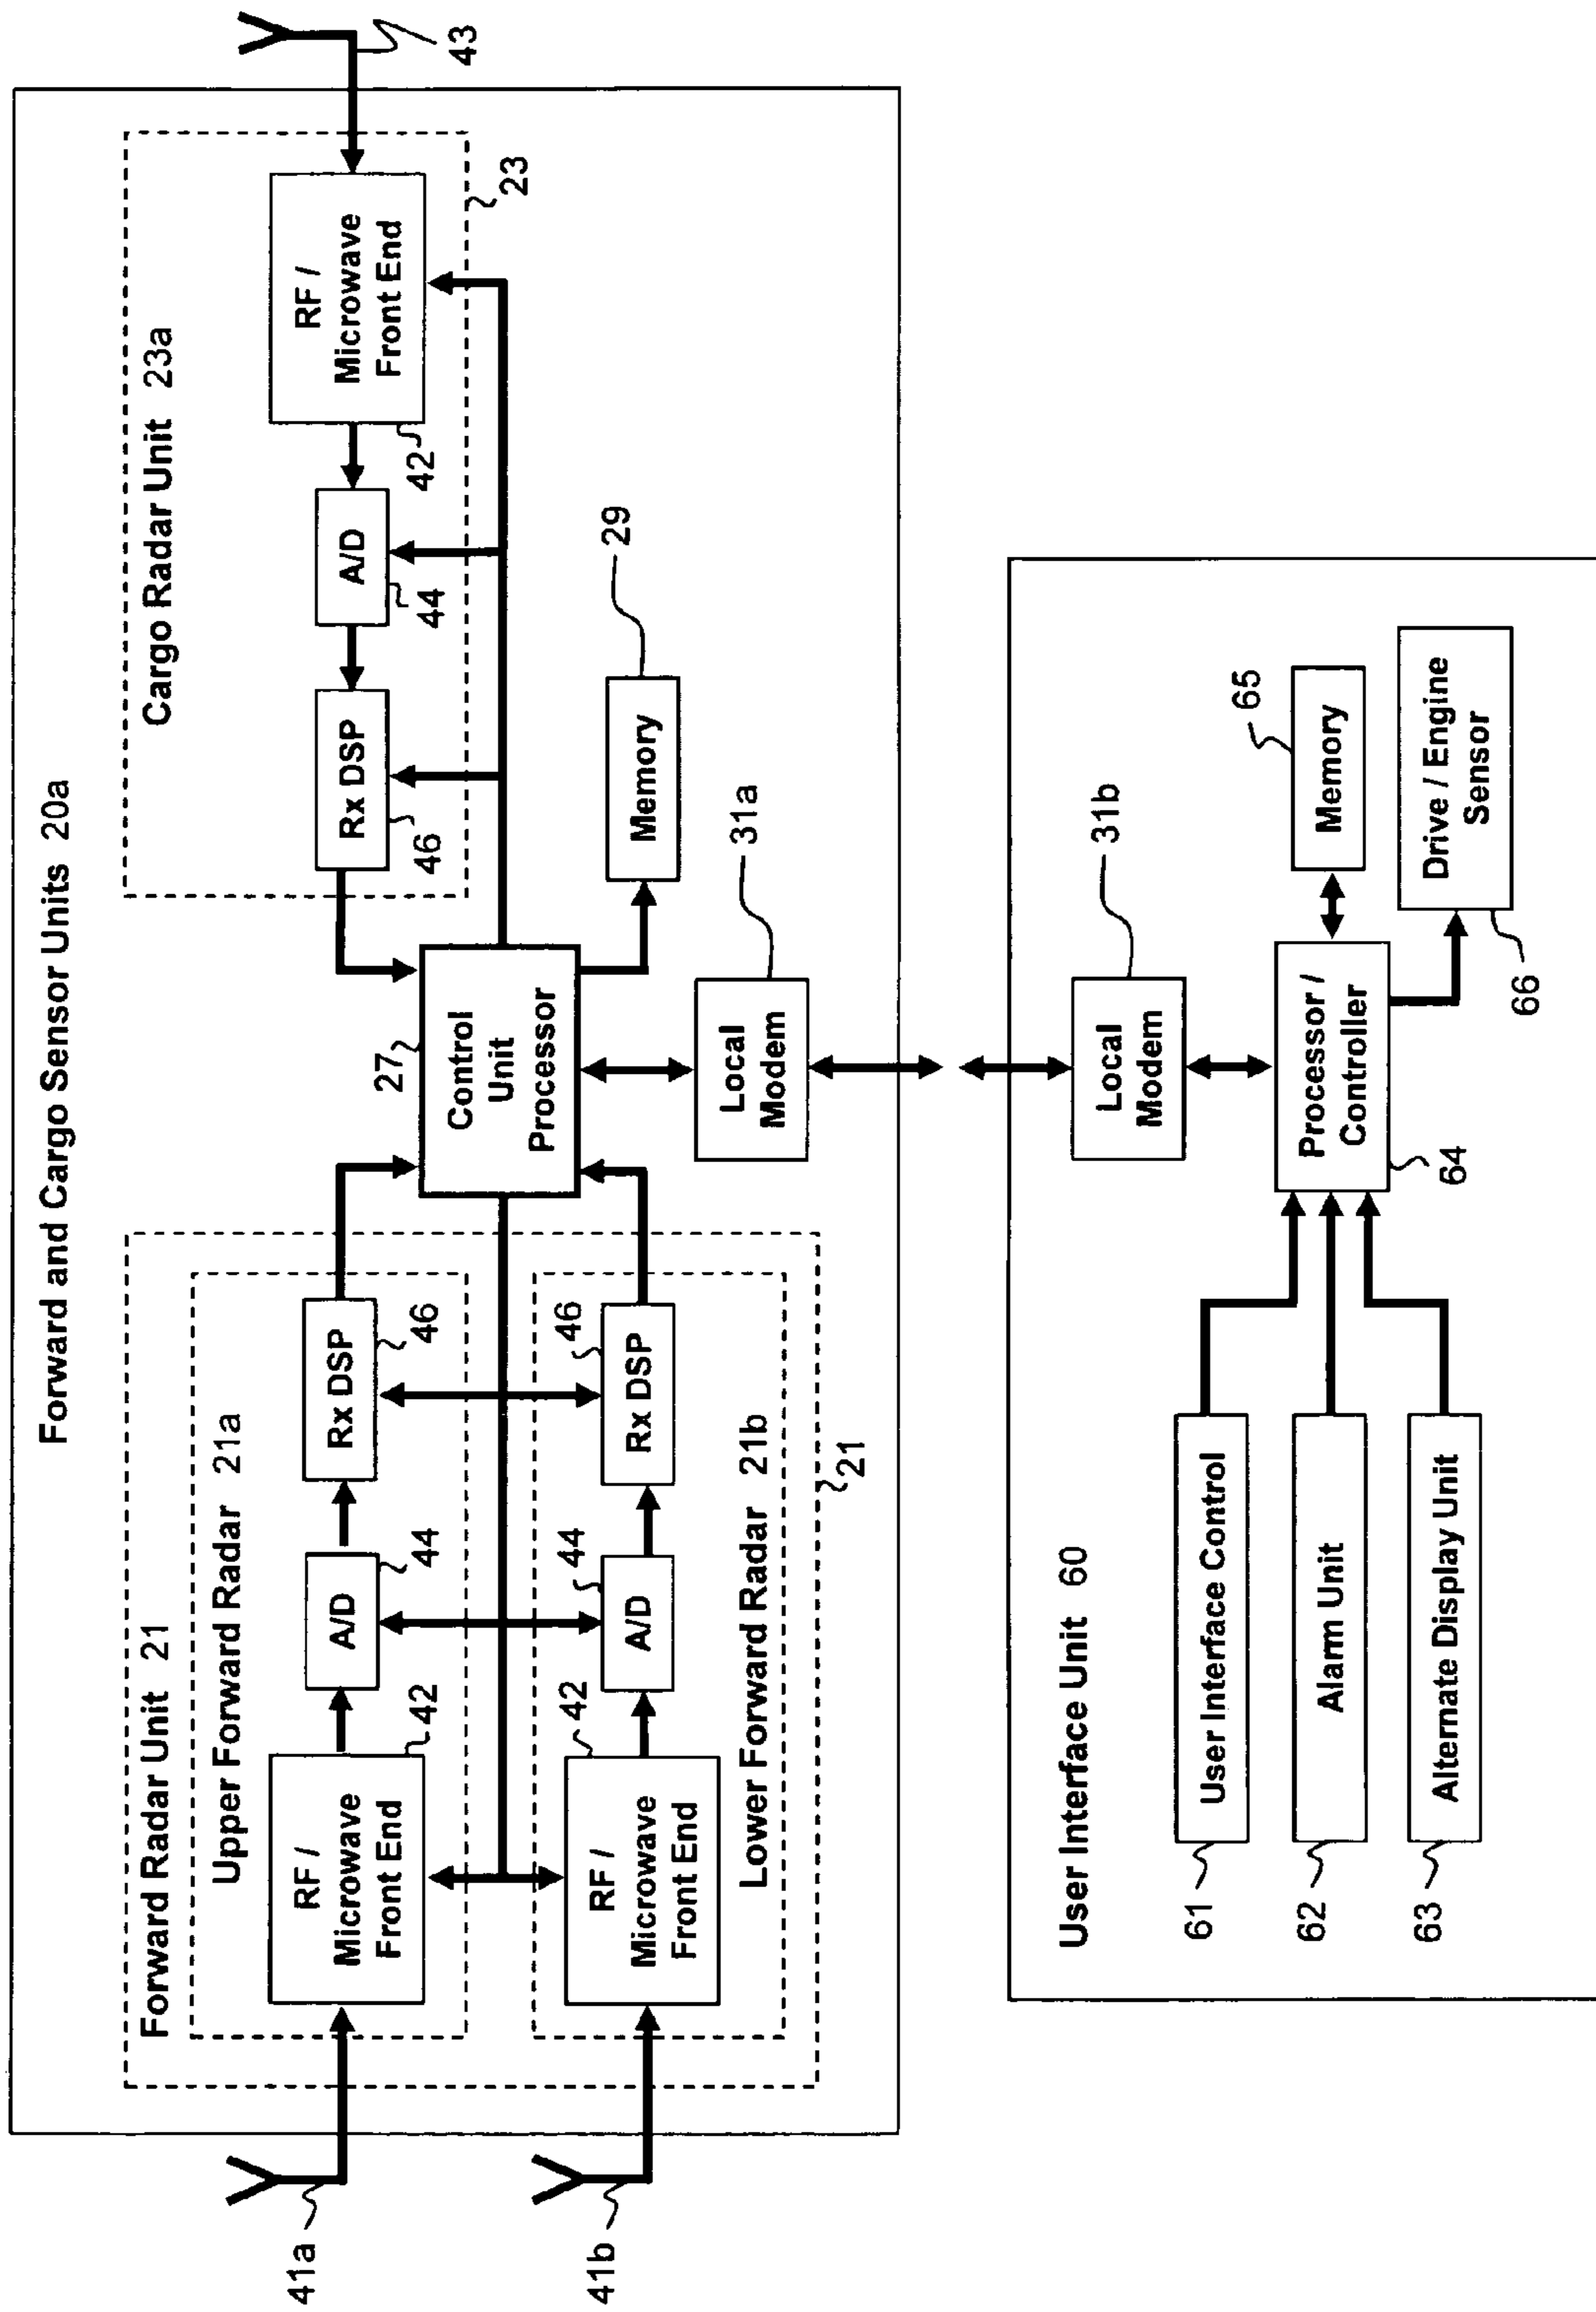 Forward and Cargo Sensor Units 20a
Forward Radar Unit 21
Upper Forward Radar 21a
RF /
Microwave
Front End
42
A/D
44
Rx DSP
46
41a
RF /
Microwave
Front End
42
A/D
44
Rx DSP
46
Lower Forward Radar 21b
21
41b
27
Control
Unit
Processor
Cargo Radar Unit 23a
Rx DSP
46
A/D
44
RF /
Microwave
Front End
42
23
43
Memory
29
Local
Modem
31a
User Interface Unit 60
User Interface Control
61
Alarm Unit
62
Alternate Display Unit
63
Local
Modem
31b
Processor /
Controller
64
Memory
65
Drive / Engine
Sensor
66